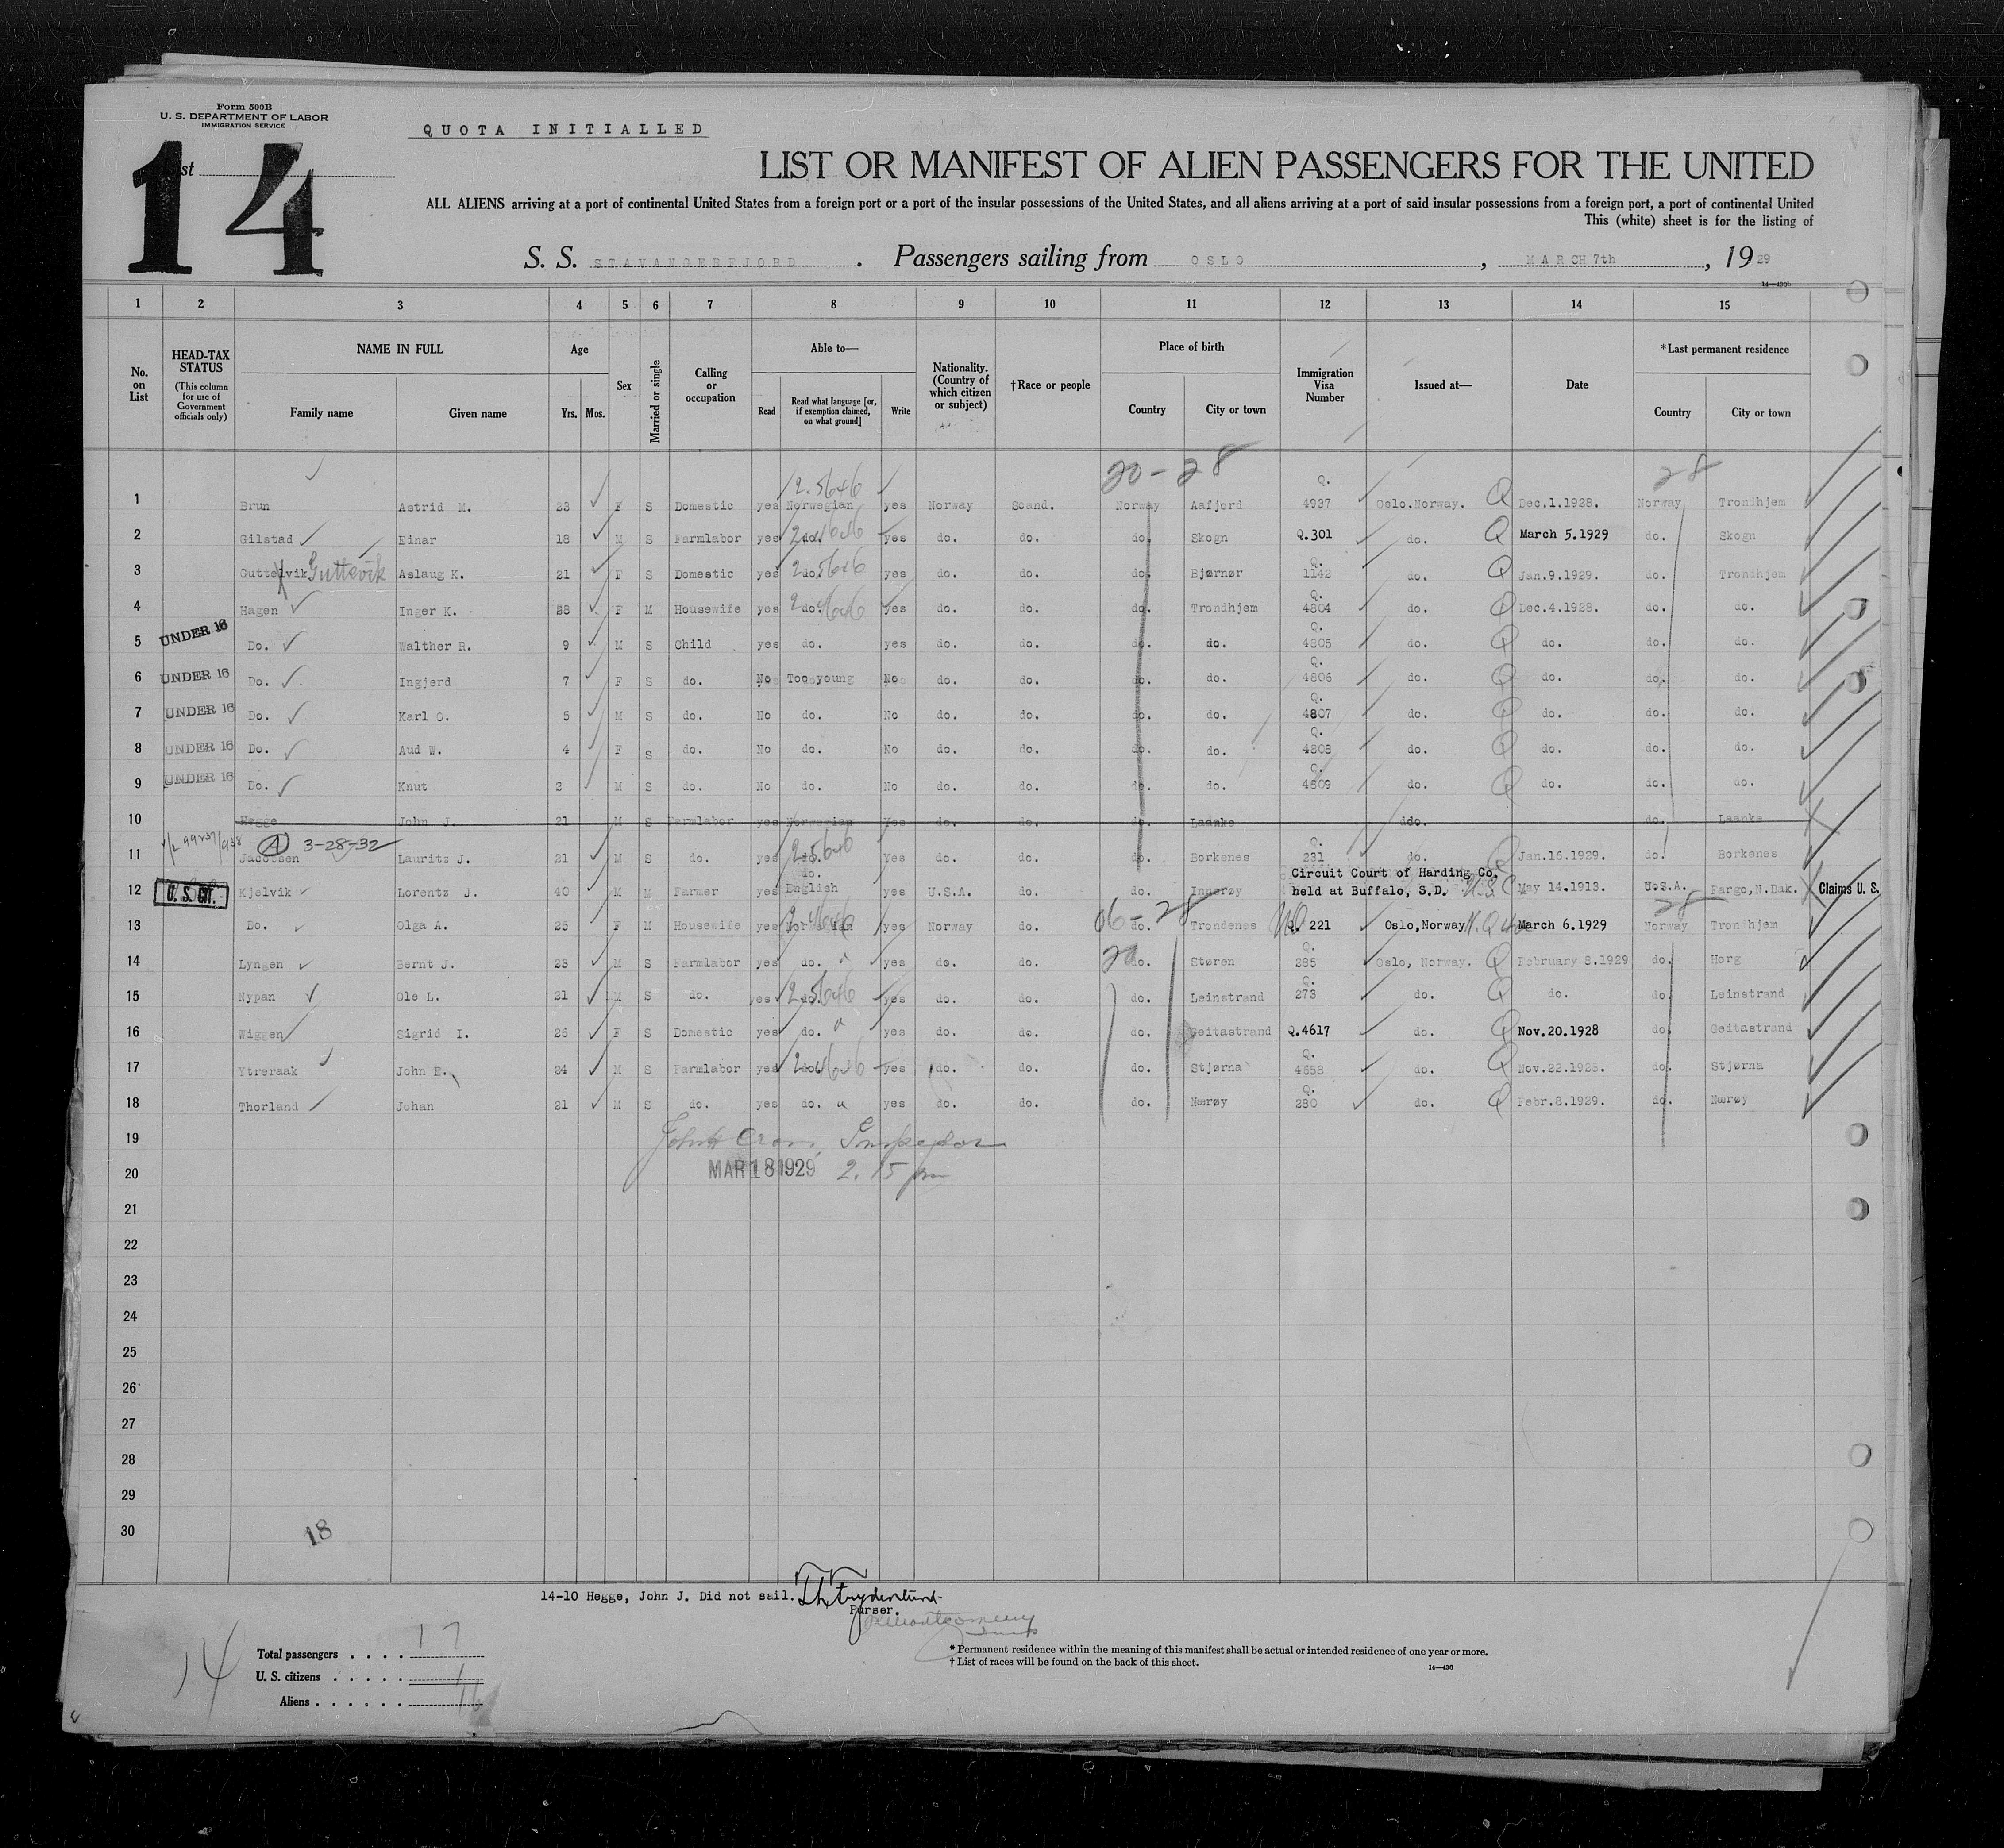 Form 500B
U. S. DEPARTMENT OF LABOR
IMMIGRATION SERVICE
QUOTA INITIALLED
14
LIST OR MANIFEST OF ALIEN PASSENGERS FOR THE UNITED
ALL ALIENS arriving at a port of continental United States from a foreign port or a port of the insular possessions of the United States, and all aliens arriving at a port of said insular possessions from a foreign port, a port of continental United
This (white) sheet is for the listing of
S. S. STAVANGERFJORD . Passengers sailing from OSLO , MARCH 7th , 1929
14—430b
1 2 3 4 5 6 7 8 9 10 11 12 13 14 15
No. on List
HEAD-TAX STATUS (This column for use of Government officials only)
NAME IN FULL Family name Given name
Age Yrs. Mos.
Sex
Married or single
Calling or occupation
Able to— Read Read what language [or, if exemption claimed, on what ground] Write
Nationality. (Country of which citizen or subject)
†Race or people
Place of birth Country City or town
Immigration Visa Number
Issued at—
Date
*Last permanent residence Country City or town
20-28 28
1 Brun Astrid M. 23 F S Domestic yes Norwegian yes Norway Scand. Norway Aafjord Q. 4937 Oslo.Norway. Q Dec.1.1928. Norway Trondhjem
2 Gilstad Einar 18 M S Farmlabor yes do. yes do. do. do. Skogn Q.301 do. Q March 5.1929 do. Skogn
3 Guttelvik Guttevik Aslaug K. 21 F S Domestic yes do. yes do. do. do. Bjørnør Q. 1142 do. Q Jan.9.1929. do. Trondhjem
4 Hagen Inger K. 28 F M Housewife yes do. yes do. do. do. Trondhjem Q. 4804 do. Q Dec.4.1928. do. do.
5 UNDER 16 Do. Walther R. 9 M S Child yes do. yes do. do. do. do. Q. 4805 do. Q do. do. do.
6 UNDER 16 Do. Ingjerd 7 F S do. No Too young No do. do. do. do. Q. 4806 do. Q do. do. do.
7 UNDER 16 Do. Karl O. 5 M S do. No do. No do. do. do. do. Q. 4807 do. Q do. do. do.
8 UNDER 16 Do. Aud W. 4 F S do. No do. No do. do. do. do. Q. 4808 do. Q do. do. do.
9 UNDER 16 Do. Knut 2 M S do. No do. No do. do. do. do. Q. 4809 do. Q do. do. do.
10 Hegge John J. 21 M S Farmlabor yes Norwegian Yes do. do. do. Laanke do. do. Laanke
A 3-28-32
11 Jacobsen Lauritz J. 21 M S do. yes do. Yes do. do. do. Borkenes Q. 231 do. Q Jan.16.1929. do. Borkenes
12 U. S. CIT. Kjelvik Lorentz J. 40 M M Farmer yes do. English yes U.S.A. do. do. Innerøy Circuit Court of Harding Co. held at Buffalo, S.D. U.S.C May 14.1913. U.S.A. Fargo,N.Dak. Claims U. S.
06-28 28
13 Do. Olga A. 25 F M Housewife yes Norwegian yes Norway do. do. Trondenes NQ. 221 Oslo,Norway March 6.1929 Norway Trondhjem
14 Lyngen Bernt J. 23 M S Farmlabor yes do. yes do. do. 20 do. Støren Q. 285 Oslo, Norway. Q February 8.1929 do. Horg
15 Nypan Ole L. 21 M S do. yes do. yes do. do. do. Leinstrand Q. 273 do. Q do. do. Leinstrand
16 Wiggen Sigrid I. 26 F S Domestic yes do. yes do. do. do. Geitastrand Q.4617 do. Q Nov.20.1928 do. Geitastrand
17 Ytreraak John E. 24 M S Farmlabor yes do. yes do. do. do. Stjørna Q. 4658 do. Q Nov.22.1928. do. Stjørna
18 Thorland Johan 21 M S do. yes do. yes do. do. do. Nærøy Q. 280 do. Q Febr.8.1929. do. Nærøy
19 Inspector
20 MAR 18 1929 2.15 pm
21
22
23
24
25
26
27
28
29
30
18
14-10 Hegge, John J. Did not sail.
Purser.
14
Total passengers . . . . 17
U. S. citizens . . . . . 1
Aliens . . . . . . 16
* Permanent residence within the meaning of this manifest shall be actual or intended residence of one year or more.
† List of races will be found on the back of this sheet.
14—430